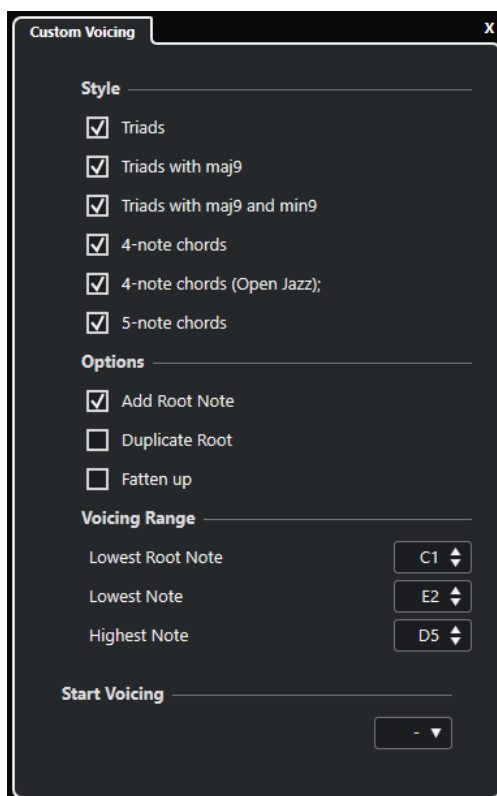 Custom Voicing X
Style
Triads
Triads with maj9
Triads with maj9 and min9
4-note chords
4-note chords (Open Jazz);
5-note chords
Options
Add Root Note
Duplicate Root
Fatten up
Voicing Range
Lowest Root Note C1
Lowest Note E2
Highest Note D5
Start Voicing
-